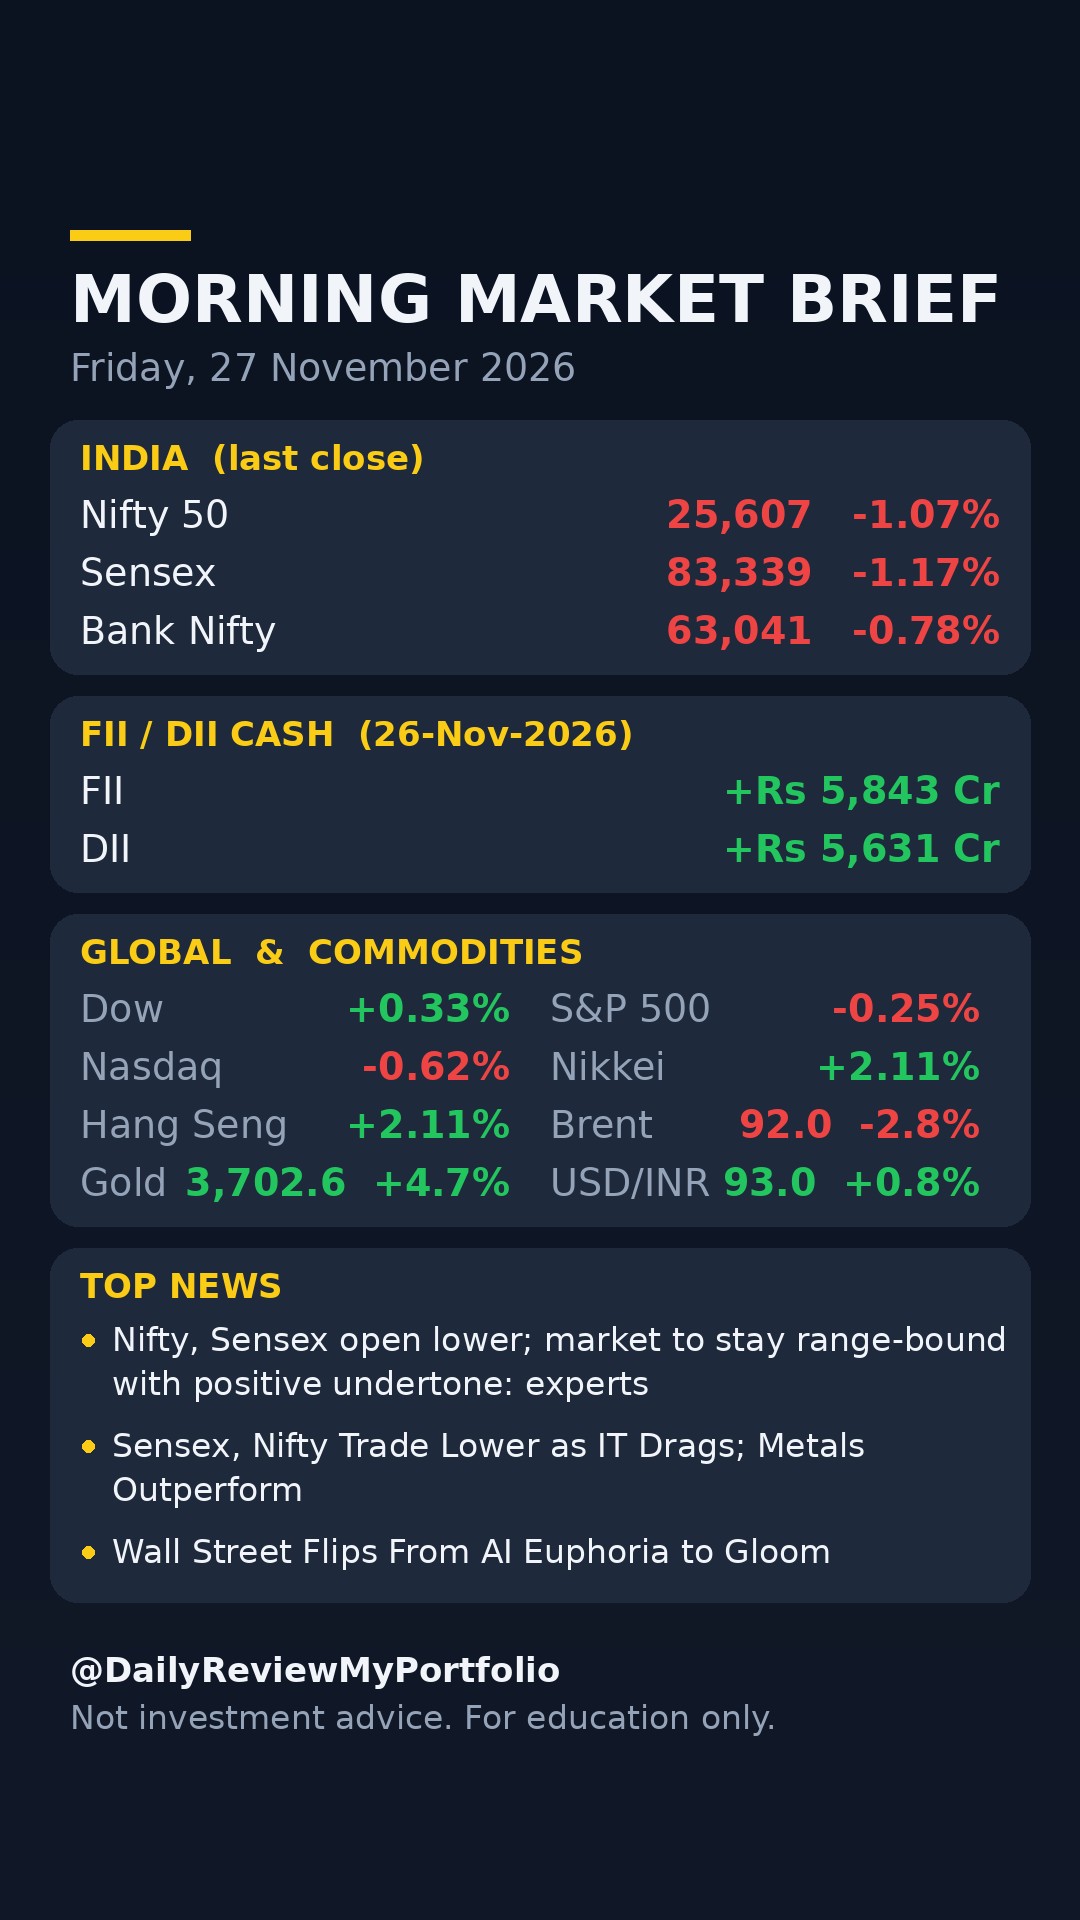 MORNING MARKET BRIEF
Friday, 27 November 2026
INDIA (last close)
Nifty 50 25,607 -1.07%
Sensex 83,339 -1.17%
Bank Nifty 63,041 -0.78%
FII / DII CASH (26-Nov-2026)
FII +Rs 5,843 Cr
DII +Rs 5,631 Cr
GLOBAL & COMMODITIES
Dow +0.33% S&P 500 -0.25%
Nasdaq -0.62% Nikkei +2.11%
Hang Seng +2.11% Brent 92.0 -2.8%
Gold 3,702.6 +4.7% USD/INR 93.0 +0.8%
TOP NEWS
• Nifty, Sensex open lower; market to stay range-bound
with positive undertone: experts
• Sensex, Nifty Trade Lower as IT Drags; Metals
Outperform
• Wall Street Flips From AI Euphoria to Gloom
@DailyReviewMyPortfolio
Not investment advice. For education only.